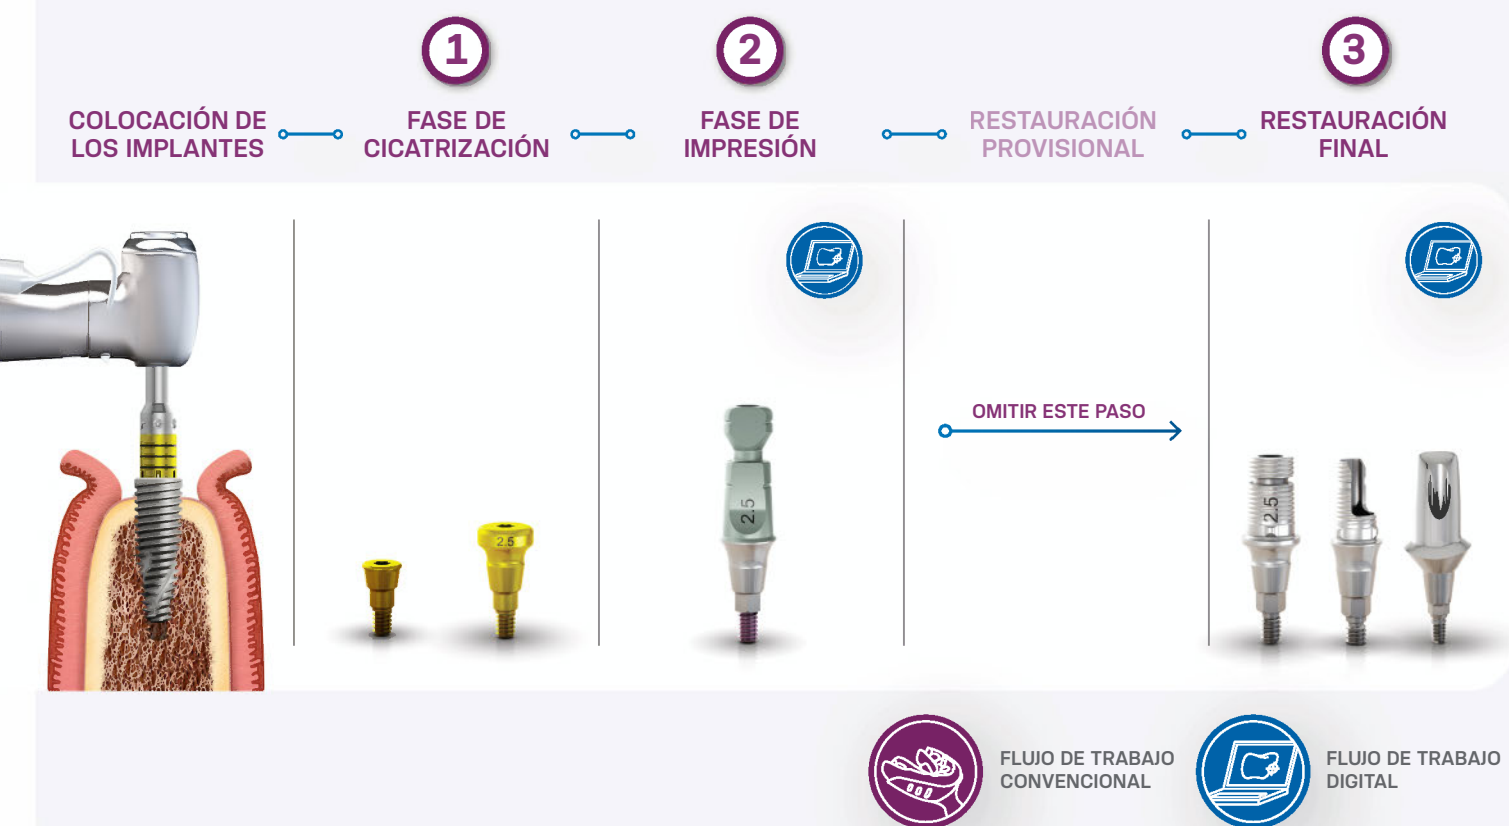 1
2
3
COLOCACIÓN DE
LOS IMPLANTES
FASE DE
CICATRIZACIÓN
FASE DE
IMPRESIÓN
RESTAURACIÓN
PROVISIONAL
RESTAURACIÓN
FINAL
OMITIR ESTE PASO
2.5
2.5
2.5
FLUJO DE TRABAJO
CONVENCIONAL
FLUJO DE TRABAJO
DIGITAL